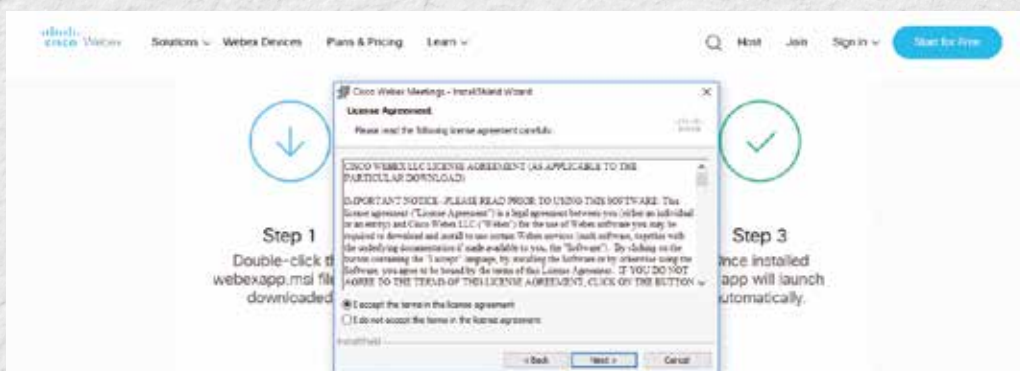 cisco Webex
Solutions Webex Devices Plans & Pricing Learn Host Join Sign in Start for Free
Cisco Webex Meetings - InstallShield Wizard
License Agreement
Please read the following license agreement carefully.
CISCO WEBEX LLC LICENSE AGREEMENT (AS APPLICABLE TO THE
PARTICULAR DOWNLOAD)
IMPORTANT NOTICE - PLEASE READ PRIOR TO USING THIS SOFTWARE: This
license agreement ("License Agreement") is a legal agreement between you (either an individual
or an entity) and Cisco Webex LLC ("Webex") for the use of Webex software you may be
required to download and install to use certain Webex services (such software, together with
the underlying documentation if made available to you, the "Software"). By clicking on the
button containing the "I accept" language, by installing the Software or by otherwise using the
Software, you agree to be bound by the terms of this License Agreement. IF YOU DO NOT
AGREE TO THE TERMS OF THIS LICENSE AGREEMENT, CLICK ON THE BUTTON
I accept the terms in the license agreement
I do not accept the terms in the license agreement
InstallShield
< Back Next > Cancel
Step 1
Double-click t
webexapp.msi file
downloaded
Step 3
nce installed
app will launch
utomatically.